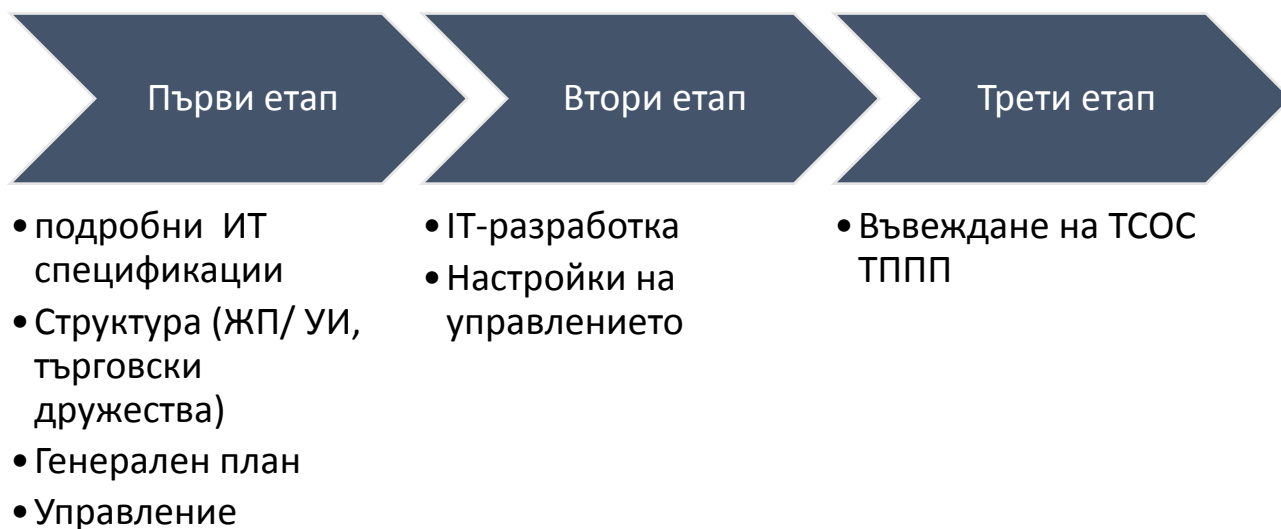 Първи етап
Втори етап
Трети етап
•подробни ИТ
спецификации
•Структура (ЖП/ УИ,
търговски
дружества)
•Генерален план
•Управление
•IT-разработка
•Настройки на
управлението
•Въвеждане на ТСОС
ТППП